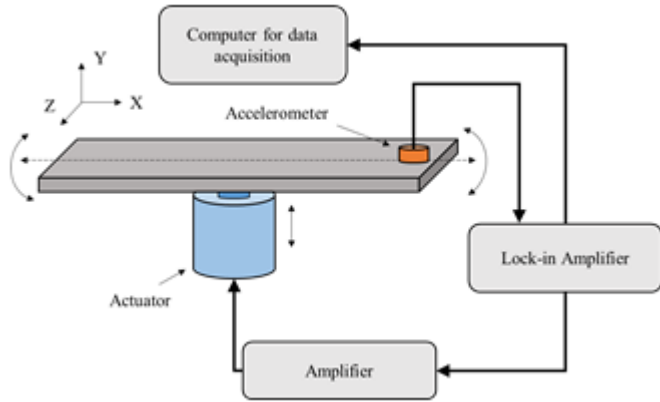 Computer for data
acquisition
Y
Z
X
Accelerometer
Lock-in Amplifier
Actuator
Amplifier